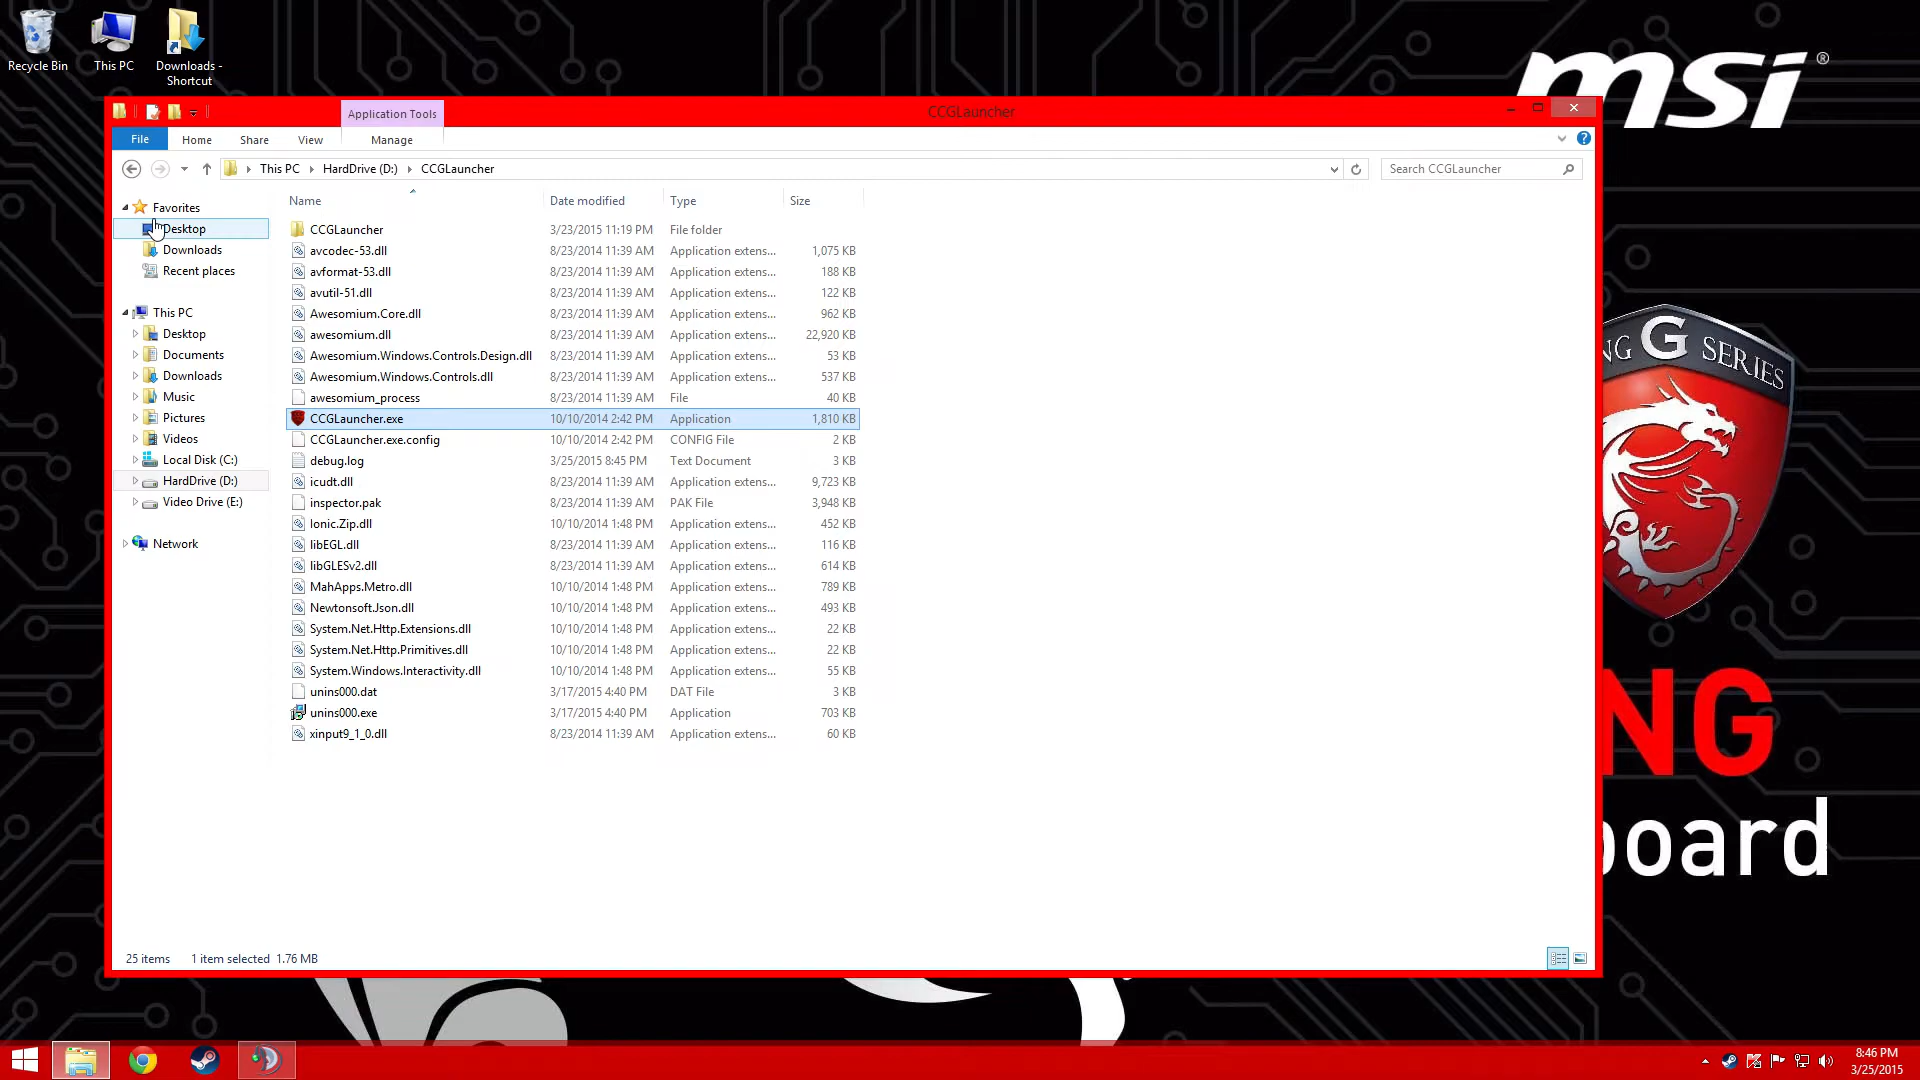 Recycle Bin
This PC
Downloads -
Shortcut
msi ®
Application Tools
CCGLauncher
File
Home
Share
View
Manage
This PC
HardDrive (D:)
CCGLauncher
Search CCGLauncher
Favorites
Desktop
Downloads
Recent places
This PC
Desktop
Documents
Downloads
Music
Pictures
Videos
Local Disk (C:)
HardDrive (D:)
Video Drive (E:)
Network
Name Date modified Type Size
CCGLauncher 3/23/2015 11:19 PM File folder
avcodec-53.dll 8/23/2014 11:39 AM Application extens... 1,075 KB
avformat-53.dll 8/23/2014 11:39 AM Application extens... 188 KB
avutil-51.dll 8/23/2014 11:39 AM Application extens... 122 KB
Awesomium.Core.dll 8/23/2014 11:39 AM Application extens... 962 KB
awesomium.dll 8/23/2014 11:39 AM Application extens... 22,920 KB
Awesomium.Windows.Controls.Design.dll 8/23/2014 11:39 AM Application extens... 53 KB
Awesomium.Windows.Controls.dll 8/23/2014 11:39 AM Application extens... 537 KB
awesomium_process 8/23/2014 11:39 AM File 40 KB
CCGLauncher.exe 10/10/2014 2:42 PM Application 1,810 KB
CCGLauncher.exe.config 10/10/2014 2:42 PM CONFIG File 2 KB
debug.log 3/25/2015 8:45 PM Text Document 3 KB
icudt.dll 8/23/2014 11:39 AM Application extens... 9,723 KB
inspector.pak 8/23/2014 11:39 AM PAK File 3,948 KB
Ionic.Zip.dll 10/10/2014 1:48 PM Application extens... 452 KB
libEGL.dll 8/23/2014 11:39 AM Application extens... 116 KB
libGLESv2.dll 8/23/2014 11:39 AM Application extens... 614 KB
MahApps.Metro.dll 10/10/2014 1:48 PM Application extens... 789 KB
Newtonsoft.Json.dll 10/10/2014 1:48 PM Application extens... 493 KB
System.Net.Http.Extensions.dll 10/10/2014 1:48 PM Application extens... 22 KB
System.Net.Http.Primitives.dll 10/10/2014 1:48 PM Application extens... 22 KB
System.Windows.Interactivity.dll 10/10/2014 1:48 PM Application extens... 55 KB
unins000.dat 3/17/2015 4:40 PM DAT File 3 KB
unins000.exe 3/17/2015 4:40 PM Application 703 KB
xinput9_1_0.dll 8/23/2014 11:39 AM Application extens... 60 KB
25 items 1 item selected 1.76 MB
NG G SERIES
NG
board
8:46 PM
3/25/2015